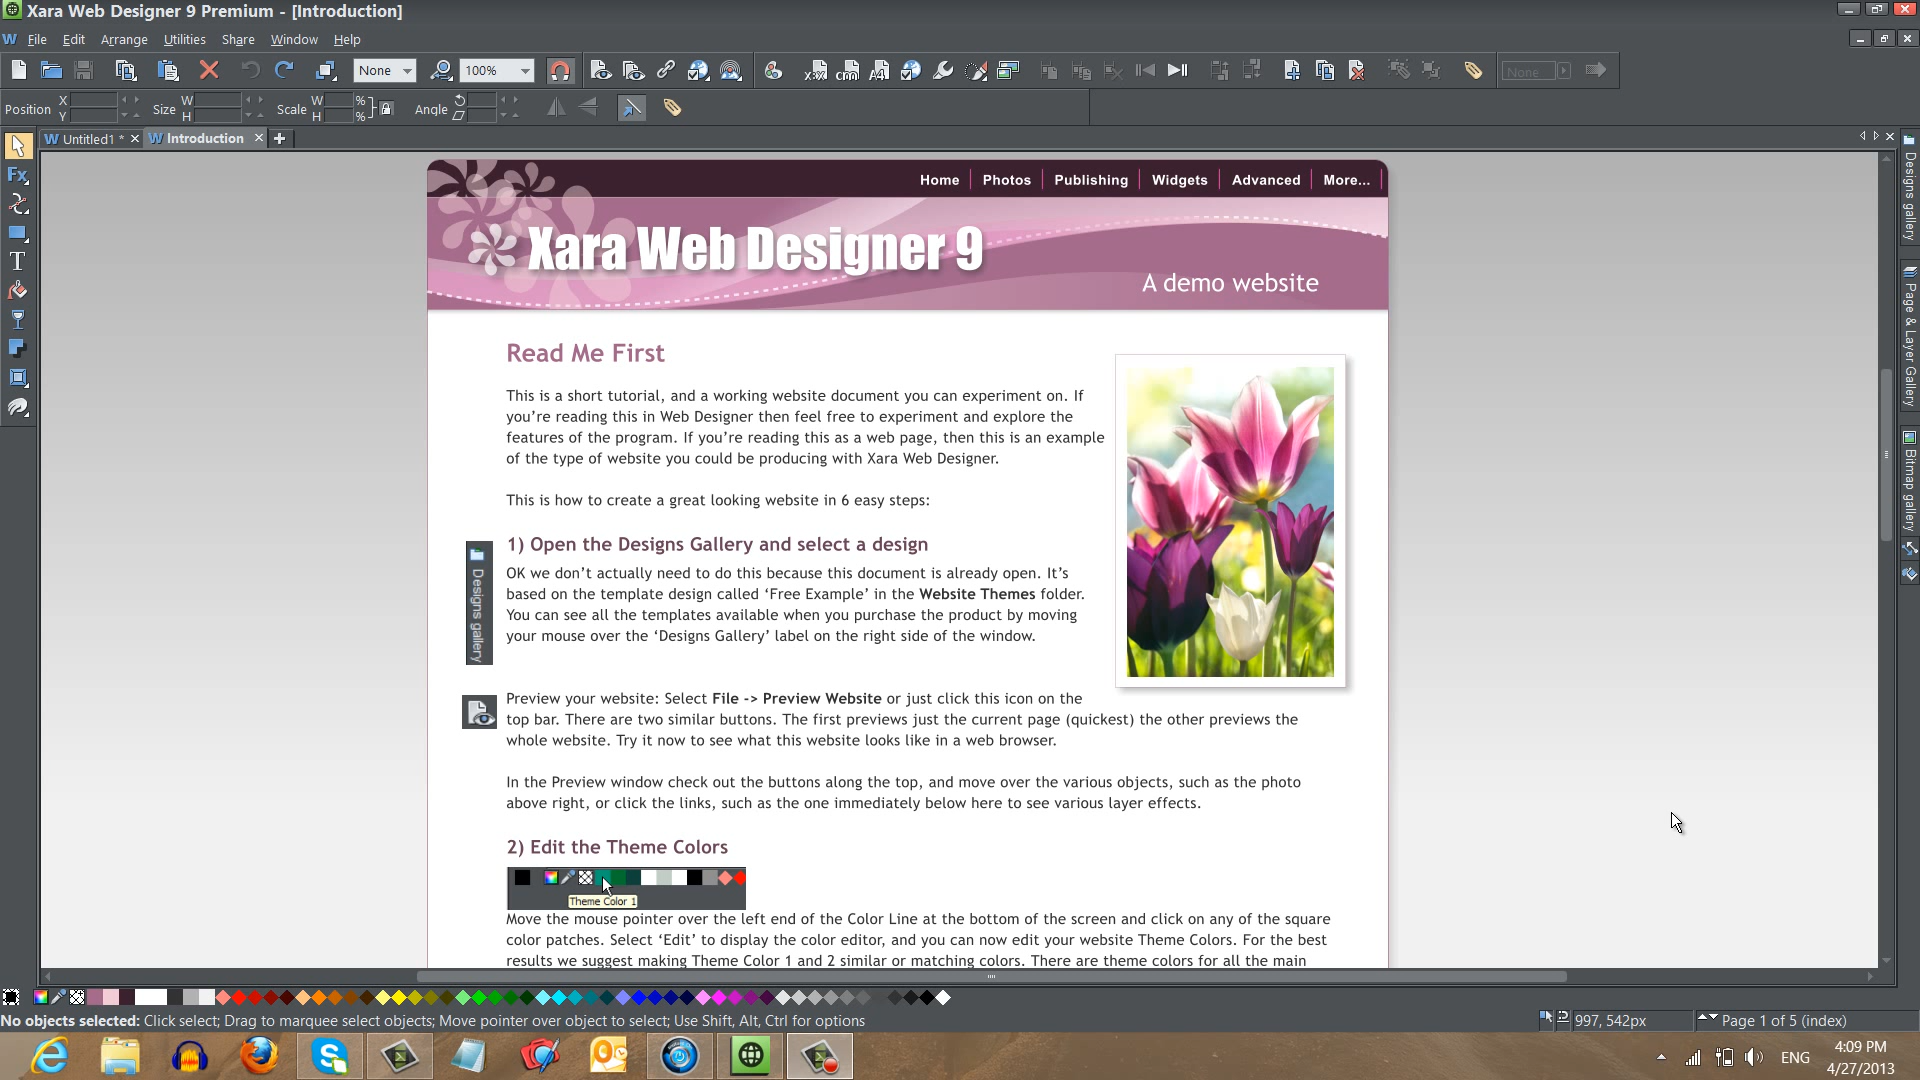 Xara Web Designer 9 Premium - [Introduction]
File Edit Arrange Utilities Share Window Help
None 100% None
Position X Y Size W H Scale W H % % Angle
Untitled1 * Introduction
Home Photos Publishing Widgets Advanced More...
Xara Web Designer 9
A demo website
Read Me First
This is a short tutorial, and a working website document you can experiment on. If
you're reading this in Web Designer then feel free to experiment and explore the
features of the program. If you're reading this as a web page, then this is an example
of the type of website you could be producing with Xara Web Designer.
This is how to create a great looking website in 6 easy steps:
1) Open the Designs Gallery and select a design
Designs gallery
OK we don't actually need to do this because this document is already open. It's
based on the template design called 'Free Example' in the Website Themes folder.
You can see all the templates available when you purchase the product by moving
your mouse over the 'Designs Gallery' label on the right side of the window.
Preview your website: Select File -> Preview Website or just click this icon on the
top bar. There are two similar buttons. The first previews just the current page (quickest) the other previews the
whole website. Try it now to see what this website looks like in a web browser.
In the Preview window check out the buttons along the top, and move over the various objects, such as the photo
above right, or click the links, such as the one immediately below here to see various layer effects.
2) Edit the Theme Colors
Theme Color 1
Move the mouse pointer over the left end of the Color Line at the bottom of the screen and click on any of the square
color patches. Select 'Edit' to display the color editor, and you can now edit your website Theme Colors. For the best
results we suggest making Theme Color 1 and 2 similar or matching colors. There are theme colors for all the main
Designs gallery
Page & Layer Gallery
Bitmap gallery
No objects selected: Click select; Drag to marquee select objects; Move pointer over object to select; Use Shift, Alt, Ctrl for options
997, 542px
Page 1 of 5 (index)
ENG
4:09 PM
4/27/2013